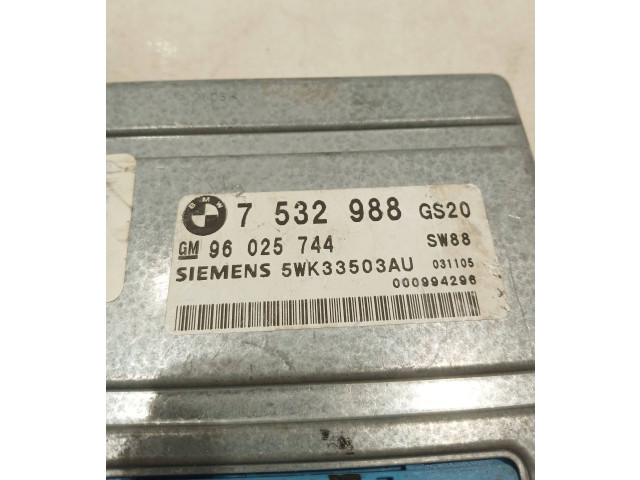 BMW 7 532 988 GS20
GM 96 025 744 SW88
SIEMENS 5WK33503AU 031105
000994296